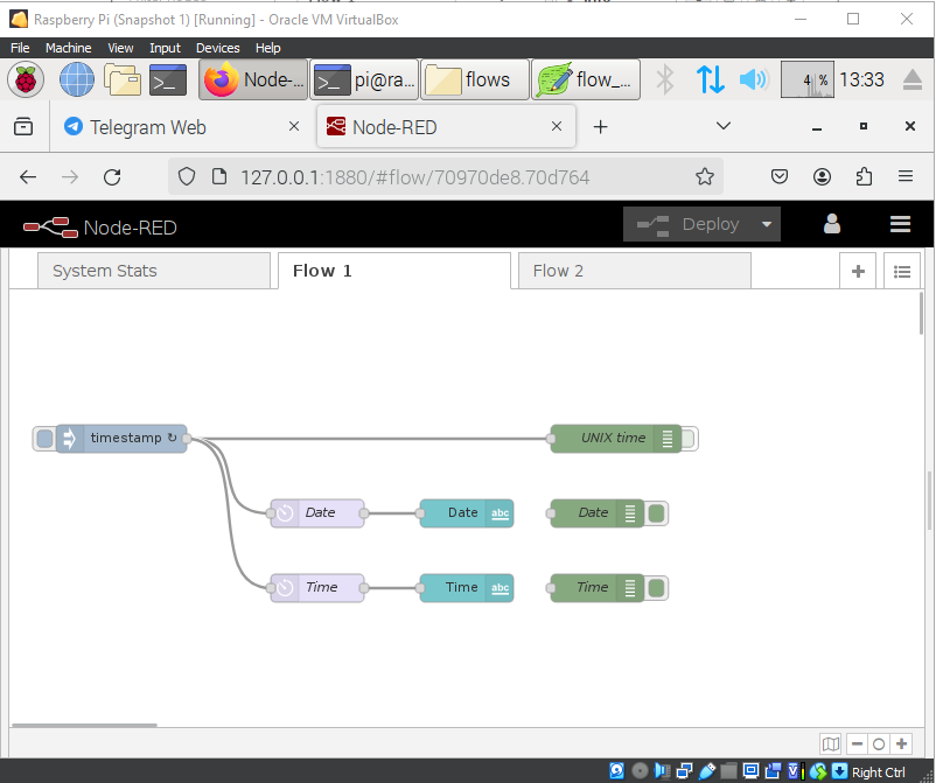 Raspberry Pi (Snapshot 1) [Running] - Oracle VM VirtualBox
File Machine View Input Devices Help
Node-... pi@ra... flows flow_... 4 % 13:33
Telegram Web Node-RED
127.0.0.1:1880/#flow/70970de8.70d764
Node-RED Deploy
System Stats Flow 1 Flow 2
timestamp ↻ UNIX time
Date Date abc Date
Time Time abc Time
Right Ctrl